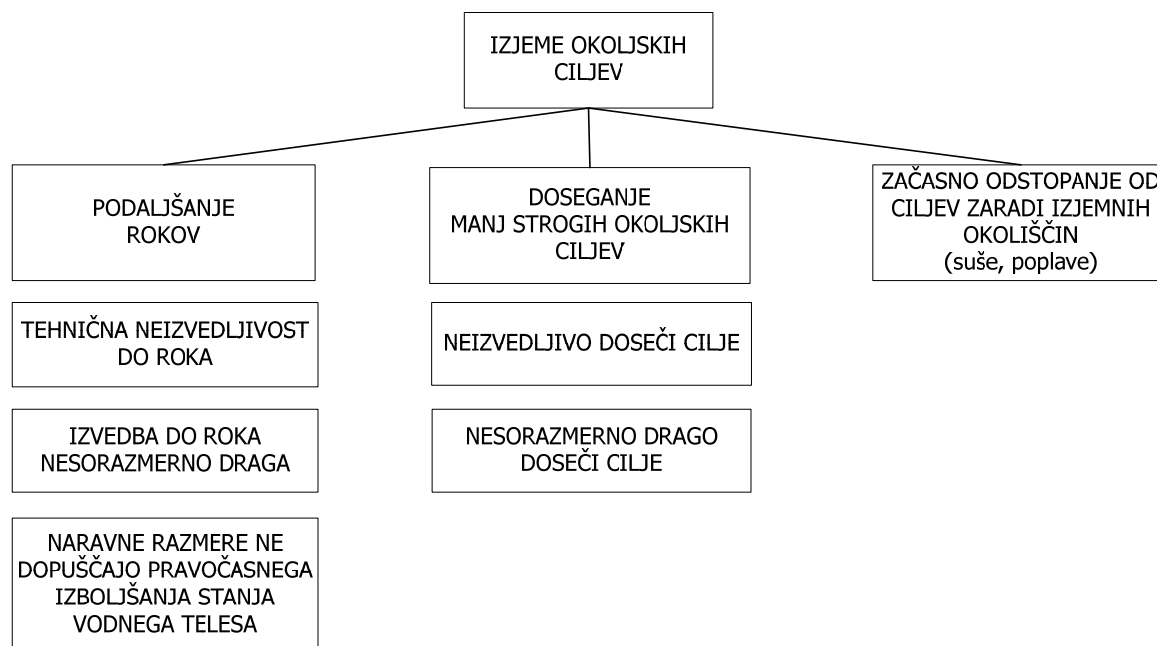 IZJEME OKOLJSKIH
CILJEV
PODALJŠANJE
ROKOV
DOSEGANJE
MANJ STROGIH OKOLJSKIH
CILJEV
ZAČASNO ODSTOPANJE OD
CILJEV ZARADI IZJEMNIH
OKOLIŠČIN
(suše, poplave)
TEHNIČNA NEIZVEDLJIVOST
DO ROKA
NEIZVEDLJIVO DOSEČI CILJE
IZVEDBA DO ROKA
NESORAZMERNO DRAGA
NESORAZMERNO DRAGO
DOSEČI CILJE
NARAVNE RAZMERE NE
DOPUŠČAJO PRAVOČASNEGA
IZBOLJŠANJA STANJA
VODNEGA TELESA